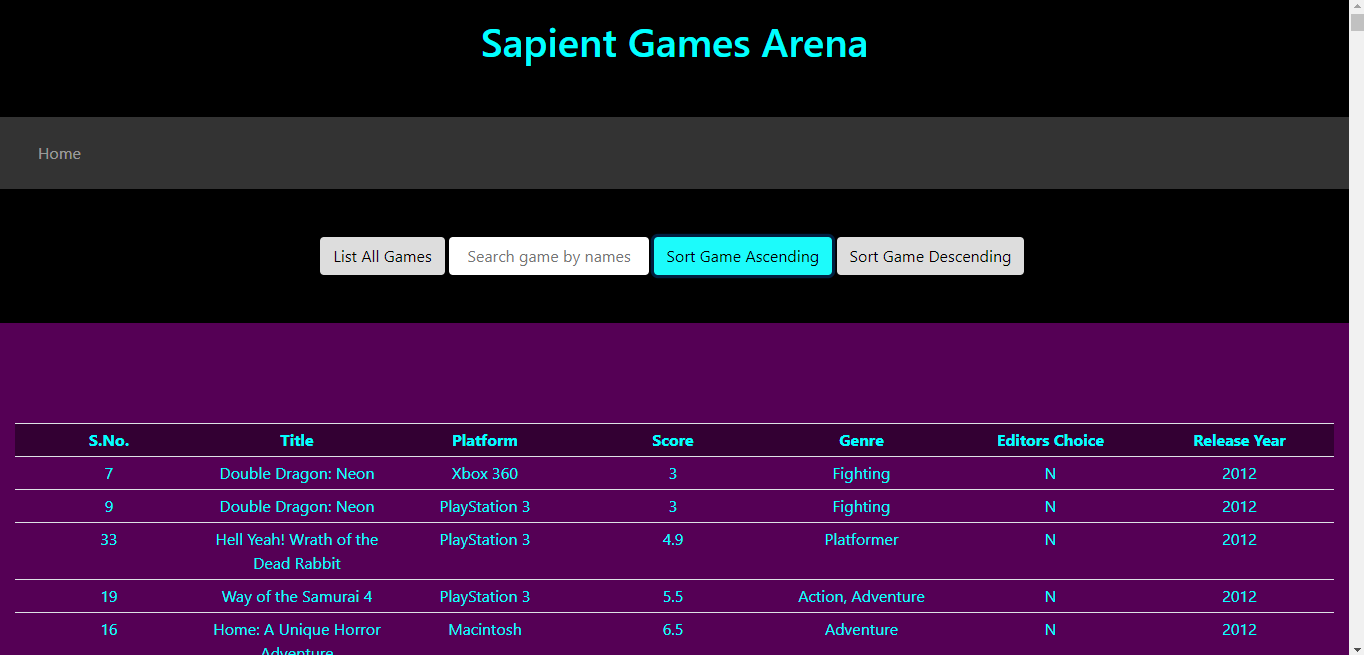 Sapient Games Arena
Home
List All Games Search game by names Sort Game Ascending Sort Game Descending
S.No. Title Platform Score Genre Editors Choice Release Year
7 Double Dragon: Neon Xbox 360 3 Fighting N 2012
9 Double Dragon: Neon PlayStation 3 3 Fighting N 2012
33 Hell Yeah! Wrath of the PlayStation 3 4.9 Platformer N 2012
Dead Rabbit
19 Way of the Samurai 4 PlayStation 3 5.5 Action, Adventure N 2012
16 Home: A Unique Horror Macintosh 6.5 Adventure N 2012
Adventure